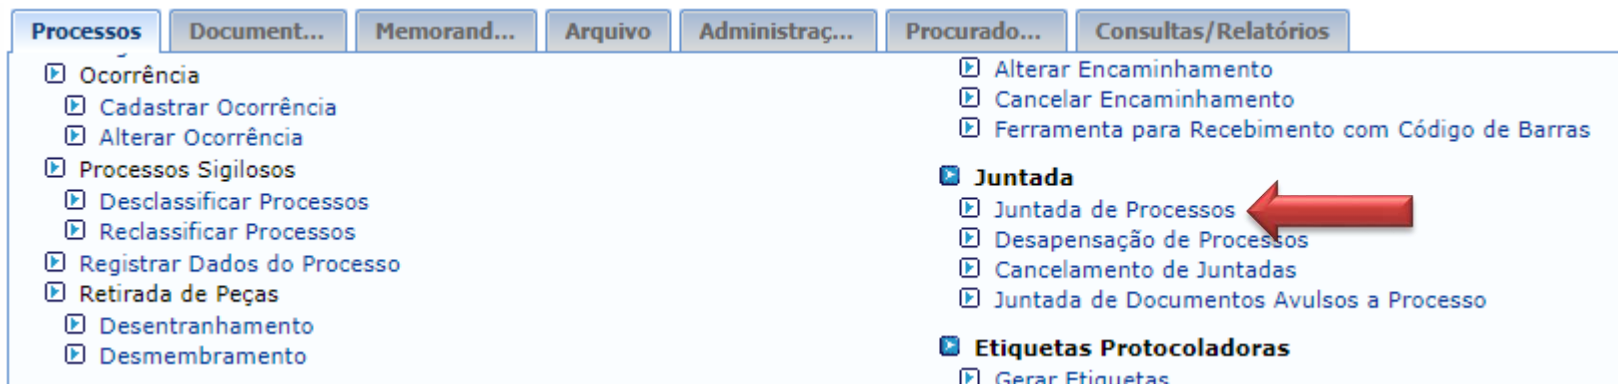 Processos
Document...
Memorand...
Arquivo
Administraç...
Procurado...
Consultas/Relatórios
Ocorrência
Cadastrar Ocorrência
Alterar Ocorrência
Processos Sigilosos
Desclassificar Processos
Reclassificar Processos
Registrar Dados do Processo
Retirada de Peças
Desentranhamento
Desmembramento
Alterar Encaminhamento
Cancelar Encaminhamento
Ferramenta para Recebimento com Código de Barras
Juntada
Juntada de Processos
Desapensação de Processos
Cancelamento de Juntadas
Juntada de Documentos Avulsos a Processo
Etiquetas Protocoladoras
Gerar Etiquetas